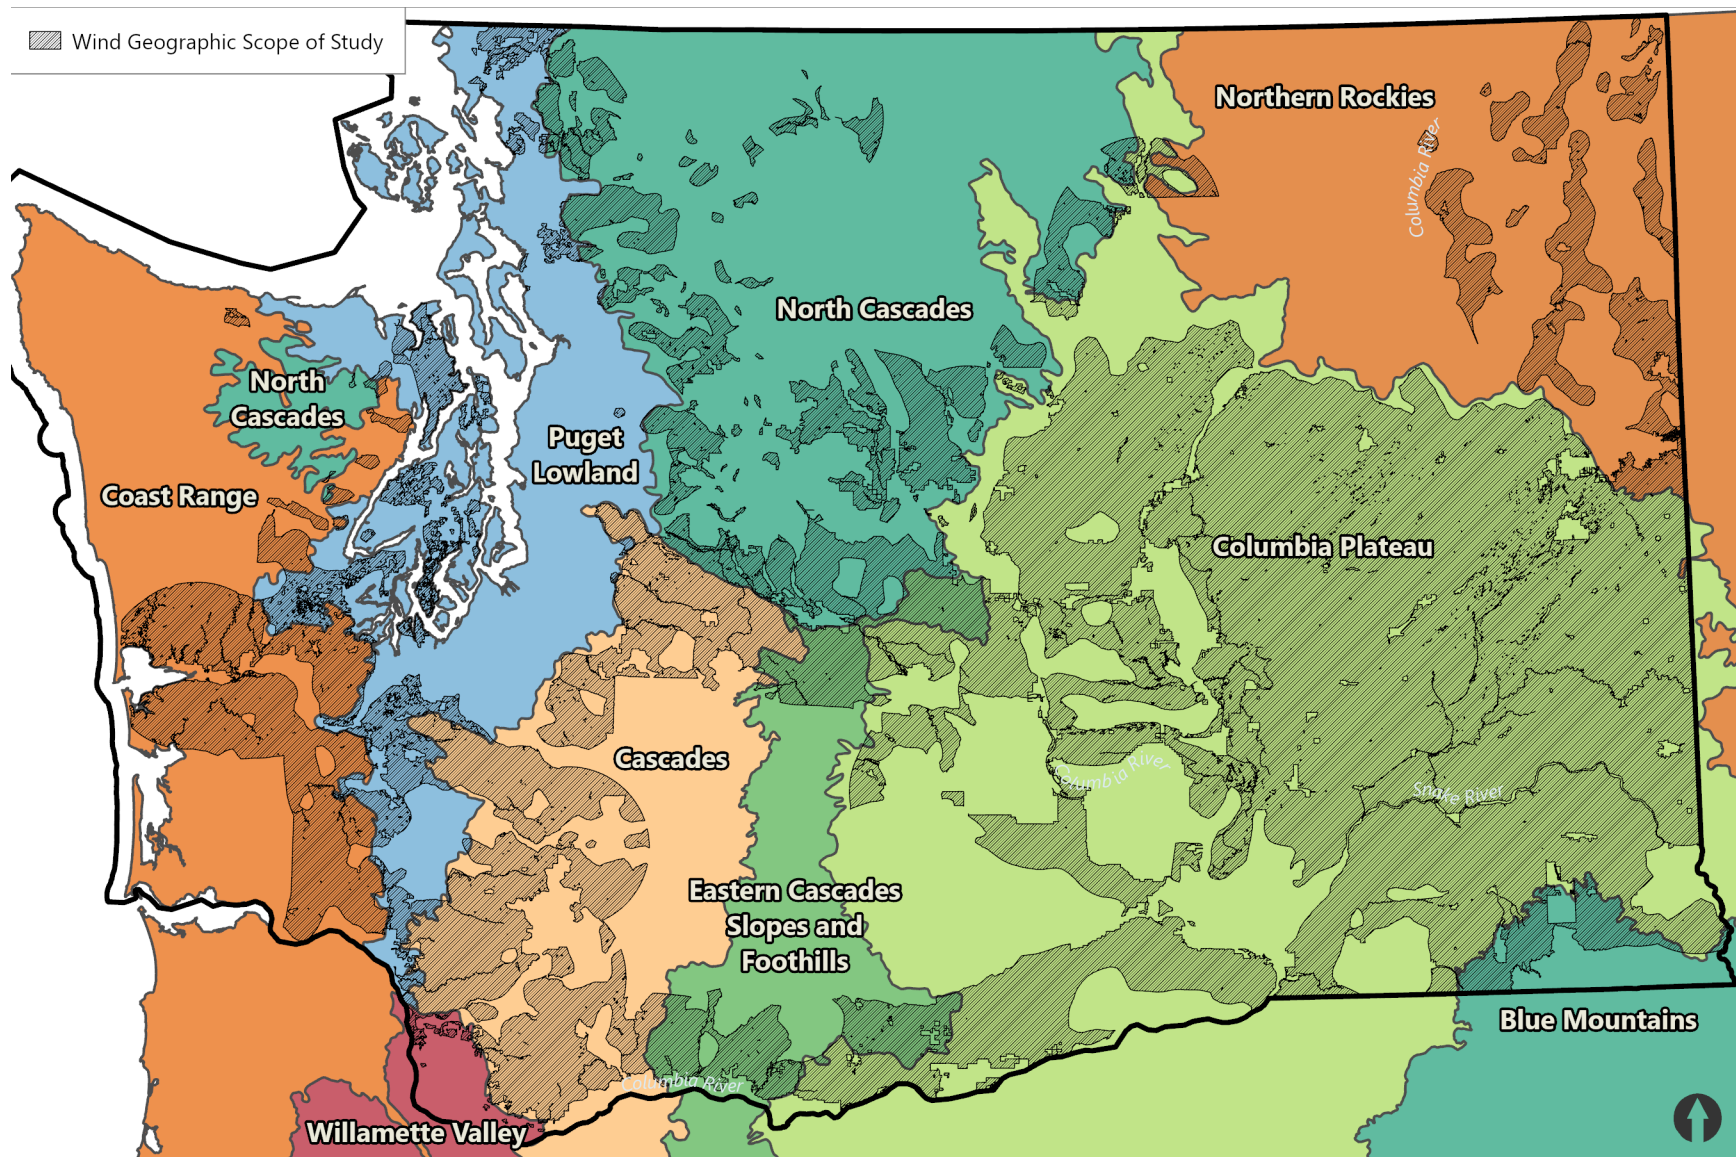 Wind Geographic Scope of Study
Northern Rockies
Columbia River
North Cascades
North
Cascades
Puget
Lowland
Coast Range
Columbia Plateau
Cascades
Columbia River
Snake River
Eastern Cascades
Slopes and
Foothills
Blue Mountains
Columbia River
Willamette Valley